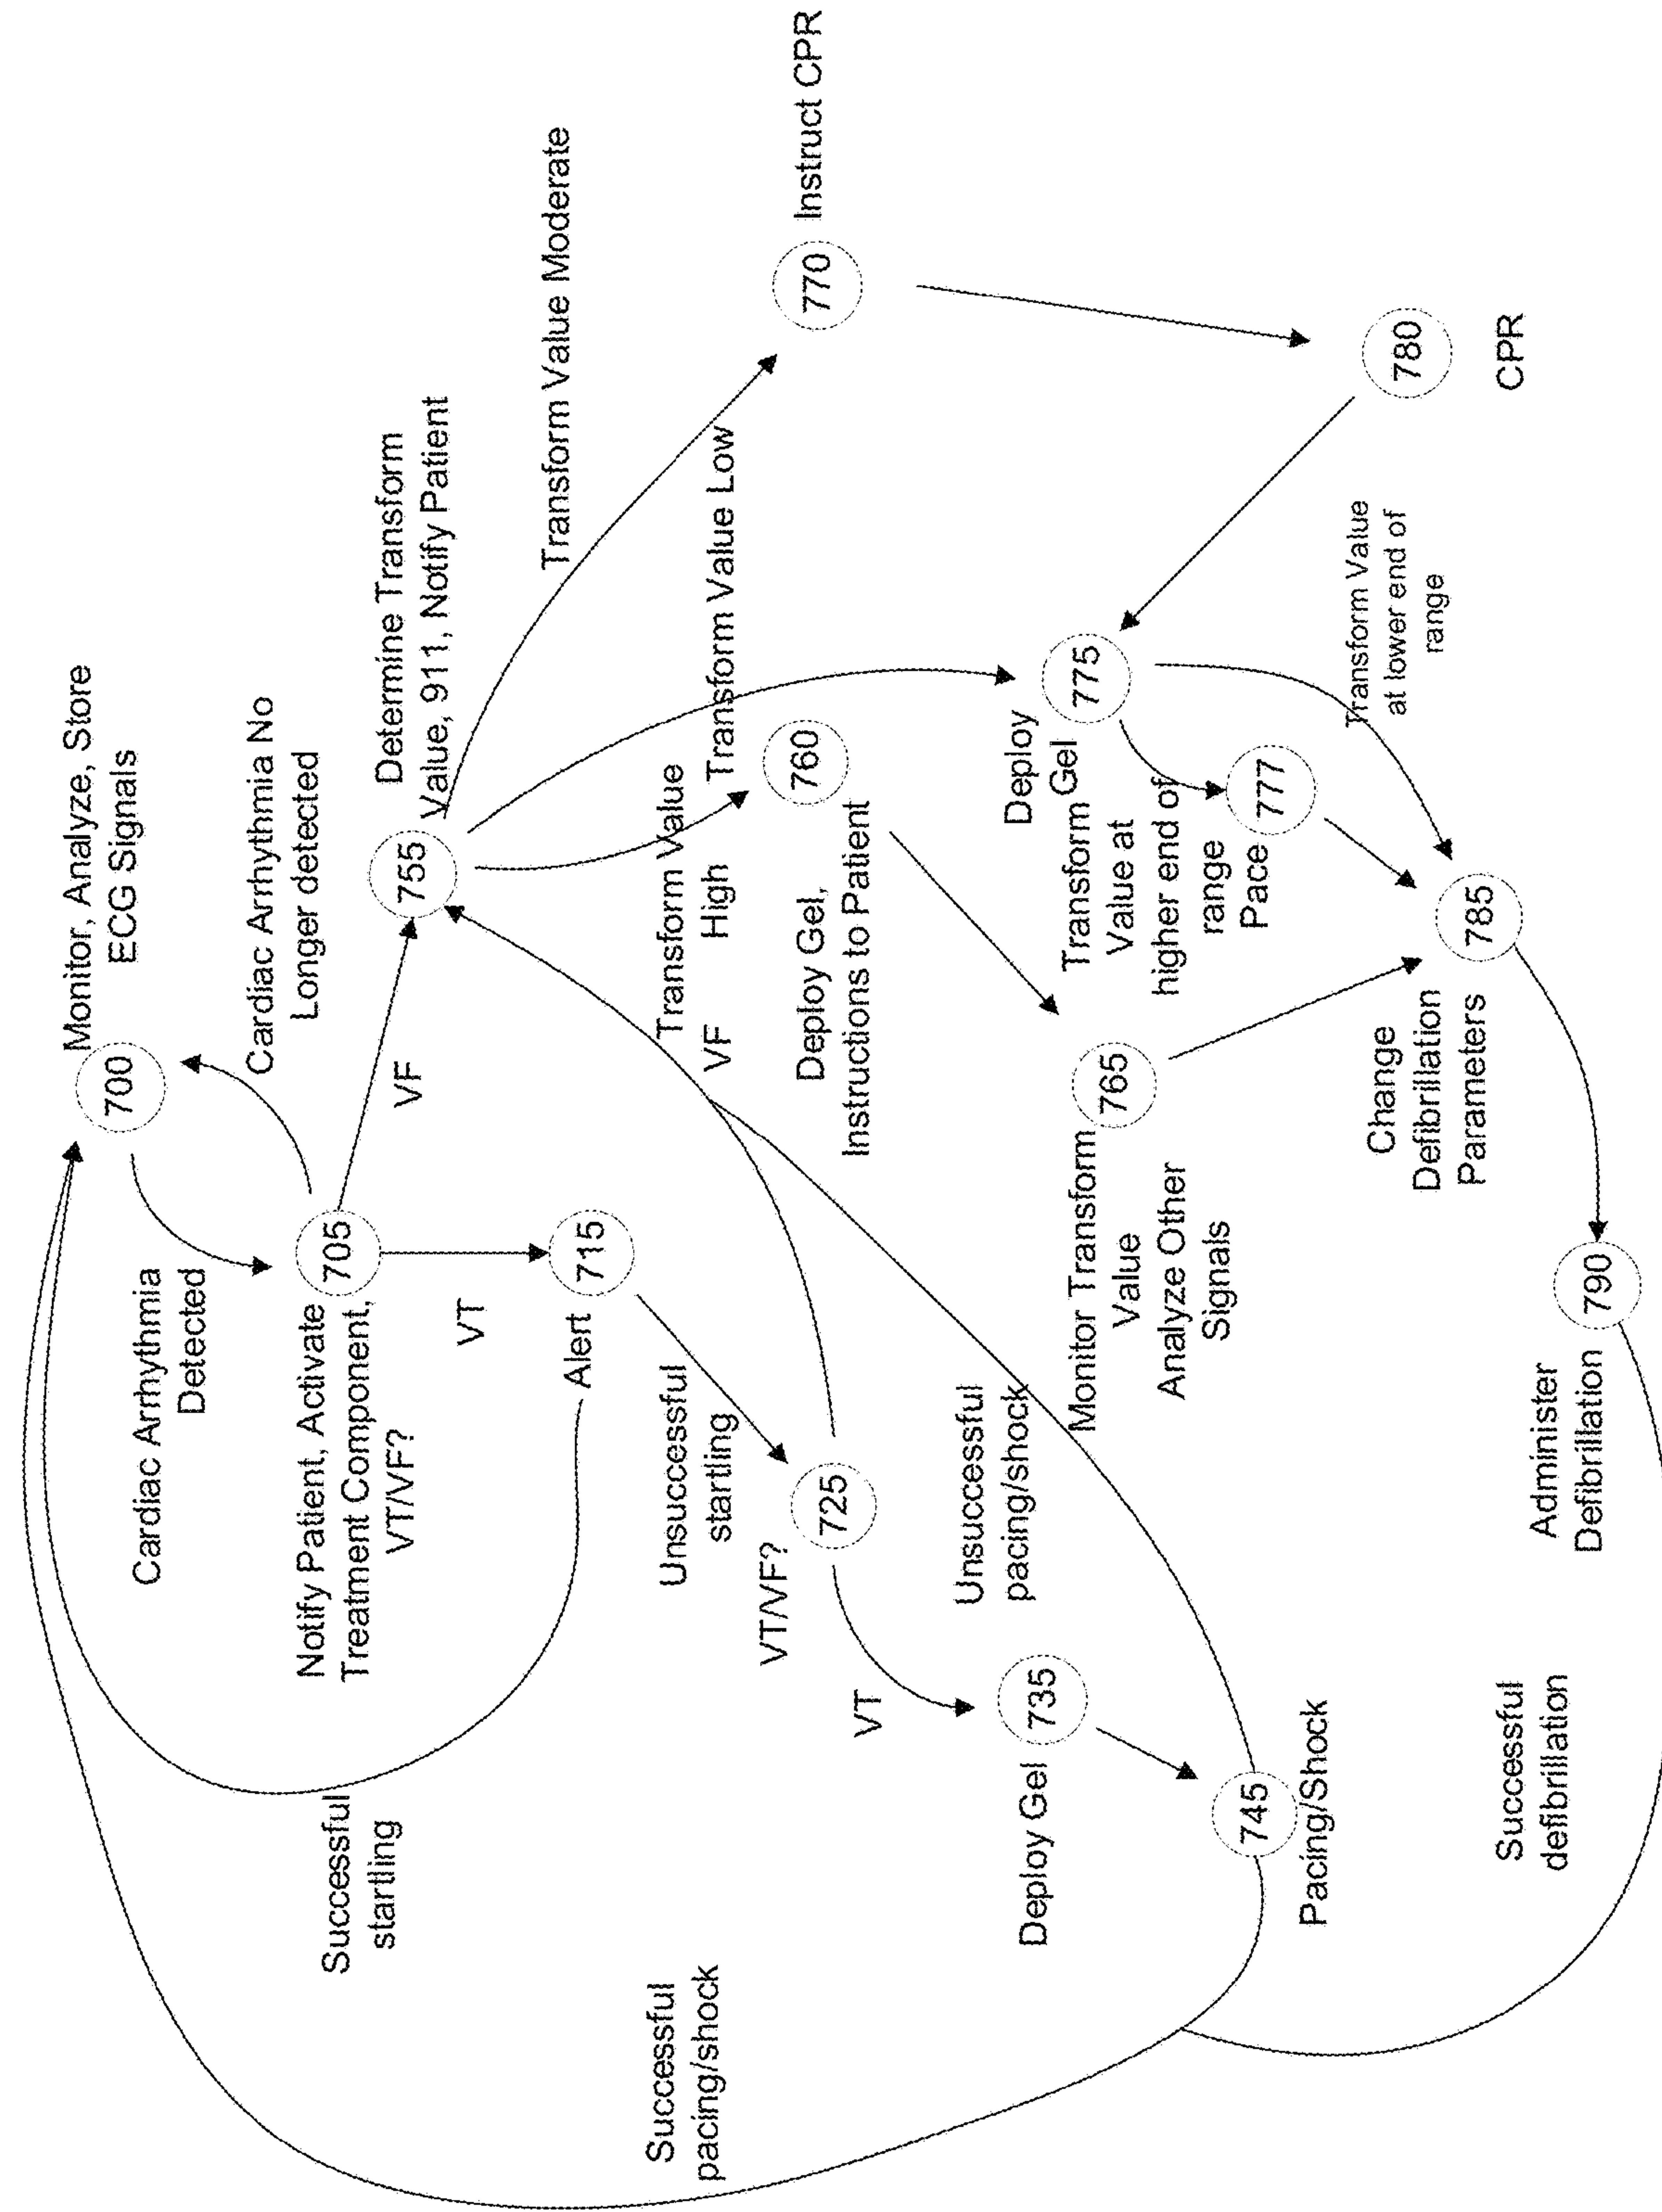 Monitor, Analyze, Store
ECG Signals
700
Cardiac Arrhythmia
Detected
Cardiac Arrhythmia No
Longer detected
705
Notify Patient, Activate
Treatment Component,
VT/VF?
VF
VT
Determine Transform
Value, 911, Notify Patient
755
715
Alert
Successful
startling
Unsuccessful
startling
Transform Value Moderate
Transform Value Low
Transform Value
High
VF
725
VT/VF?
VT
770
Instruct CPR
760
Deploy Gel,
Instructions to Patient
Successful
pacing/shock
Unsuccessful
pacing/shock
735
Deploy Gel
765
Monitor Transform
Value
Analyze Other
Signals
775
Deploy
Gel
Transform
Value at
higher end of
range
777
Pace
Transform Value
at lower end of
range
780
CPR
745
Pacing/Shock
785
Change
Defibrillation
Parameters
790
Administer
Defibrillation
Successful
defibrillation